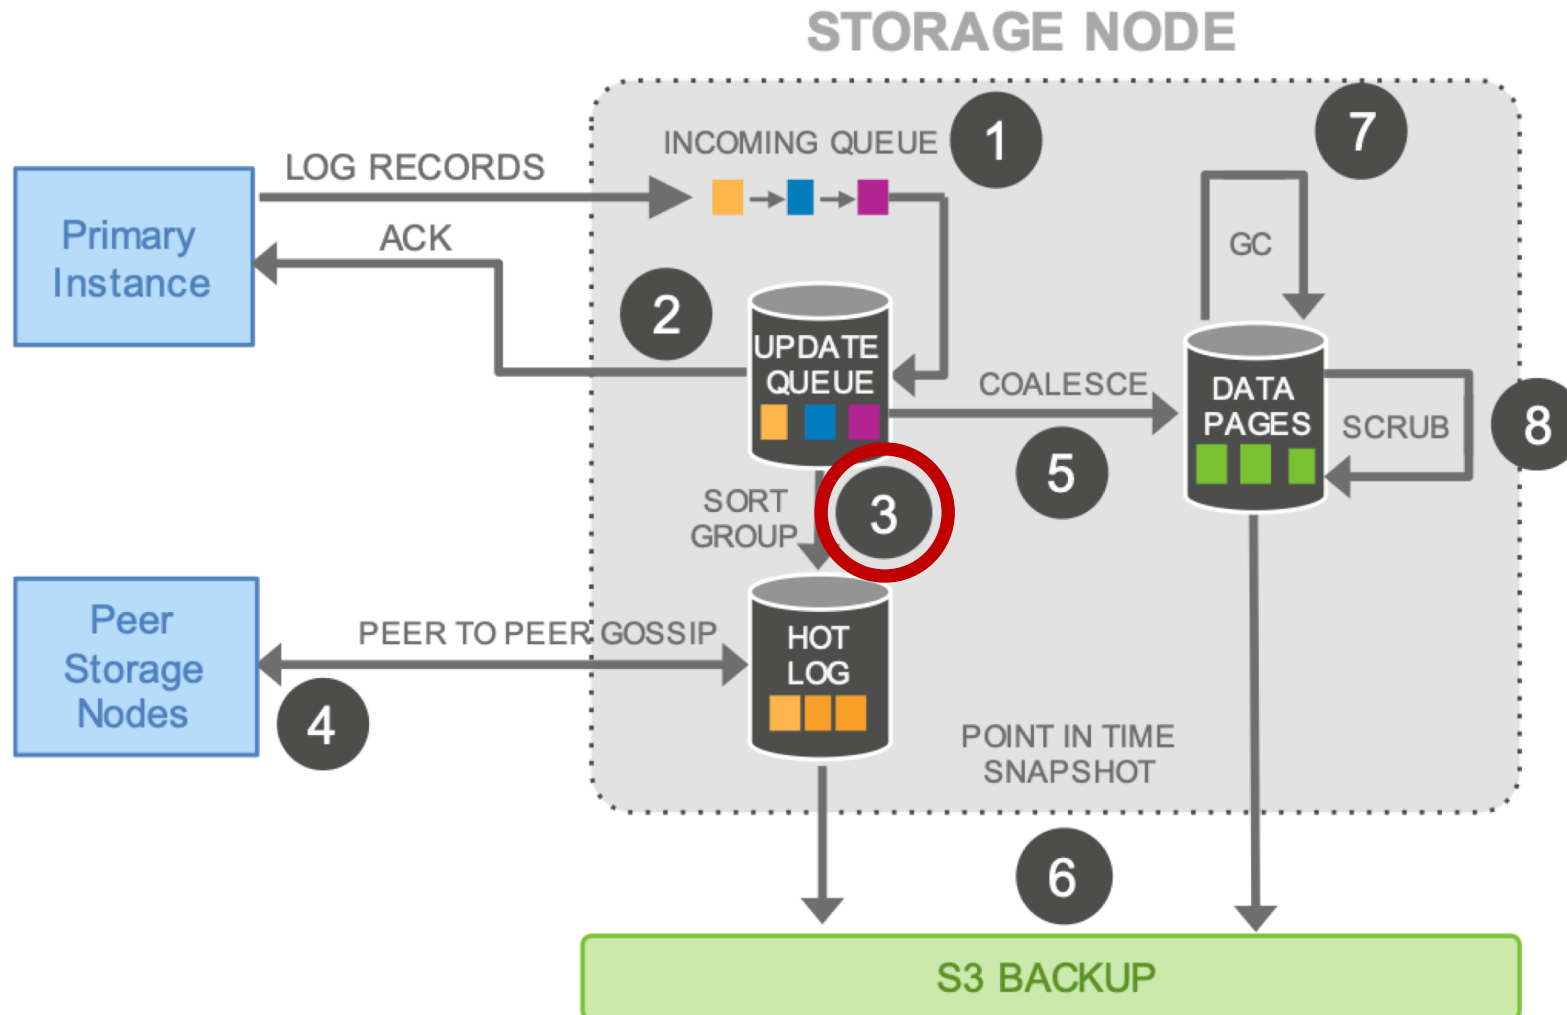 STORAGE NODE
INCOMING QUEUE
1
7
LOG RECORDS
Primary
Instance
ACK
GC
2
UPDATE
QUEUE
COALESCE
5
DATA
PAGES
SCRUB
8
SORT
GROUP
3
Peer
Storage
Nodes
PEER TO PEER GOSSIP
4
HOT
LOG
POINT IN TIME
SNAPSHOT
6
S3 BACKUP